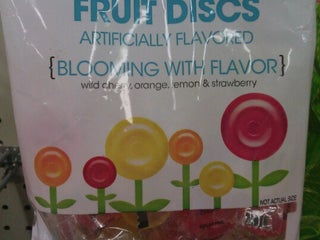 FRUIT DISCS
ARTIFICIALLY FLAVORED
{BLOOMING WITH FLAVOR}
wild cherry, orange, lemon & strawberry
NOT ACTUAL SIZE